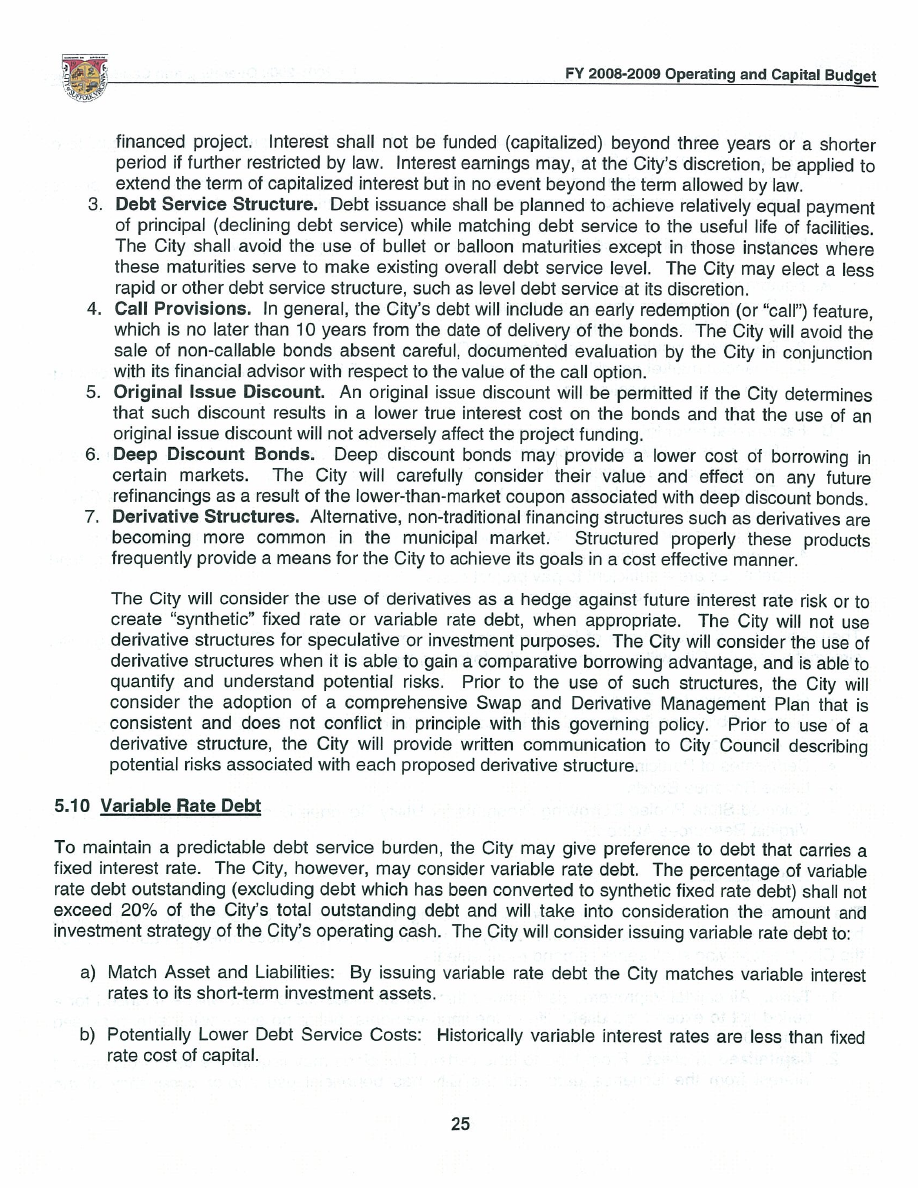 CITY OF SUFFOLK, VIRGINIA
FY 2008-2009 Operating and Capital Budget
financed project. Interest shall not be funded (capitalized) beyond three years or a shorter
period if further restricted by law. Interest earnings may, at the City's discretion, be applied to
extend the term of capitalized interest but in no event beyond the term allowed by law.
3. Debt Service Structure. Debt issuance shall be planned to achieve relatively equal payment
of principal (declining debt service) while matching debt service to the useful life of facilities.
The City shall avoid the use of bullet or balloon maturities except in those instances where
these maturities serve to make existing overall debt service level. The City may elect a less
rapid or other debt service structure, such as level debt service at its discretion.
4. Call Provisions. In general, the City's debt will include an early redemption (or "call") feature,
which is no later than 10 years from the date of delivery of the bonds. The City will avoid the
sale of non-callable bonds absent careful, documented evaluation by the City in conjunction
with its financial advisor with respect to the value of the call option.
5. Original Issue Discount. An original issue discount will be permitted if the City determines
that such discount results in a lower true interest cost on the bonds and that the use of an
original issue discount will not adversely affect the project funding.
6. Deep Discount Bonds. Deep discount bonds may provide a lower cost of borrowing in
certain markets. The City will carefully consider their value and effect on any future
refinancings as a result of the lower-than-market coupon associated with deep discount bonds.
7. Derivative Structures. Alternative, non-traditional financing structures such as derivatives are
becoming more common in the municipal market. Structured properly these products
frequently provide a means for the City to achieve its goals in a cost effective manner.
The City will consider the use of derivatives as a hedge against future interest rate risk or to
create "synthetic" fixed rate or variable rate debt, when appropriate. The City will not use
derivative structures for speculative or investment purposes. The City will consider the use of
derivative structures when it is able to gain a comparative borrowing advantage, and is able to
quantify and understand potential risks. Prior to the use of such structures, the City will
consider the adoption of a comprehensive Swap and Derivative Management Plan that is
consistent and does not conflict in principle with this governing policy. Prior to use of a
derivative structure, the City will provide written communication to City Council describing
potential risks associated with each proposed derivative structure.
5.10 Variable Rate Debt
To maintain a predictable debt service burden, the City may give preference to debt that carries a
fixed interest rate. The City, however, may consider variable rate debt. The percentage of variable
rate debt outstanding (excluding debt which has been converted to synthetic fixed rate debt) shall not
exceed 20% of the City's total outstanding debt and will take into consideration the amount and
investment strategy of the City's operating cash. The City will consider issuing variable rate debt to:
a) Match Asset and Liabilities: By issuing variable rate debt the City matches variable interest
rates to its short-term investment assets.
b) Potentially Lower Debt Service Costs: Historically variable interest rates are less than fixed
rate cost of capital.
25